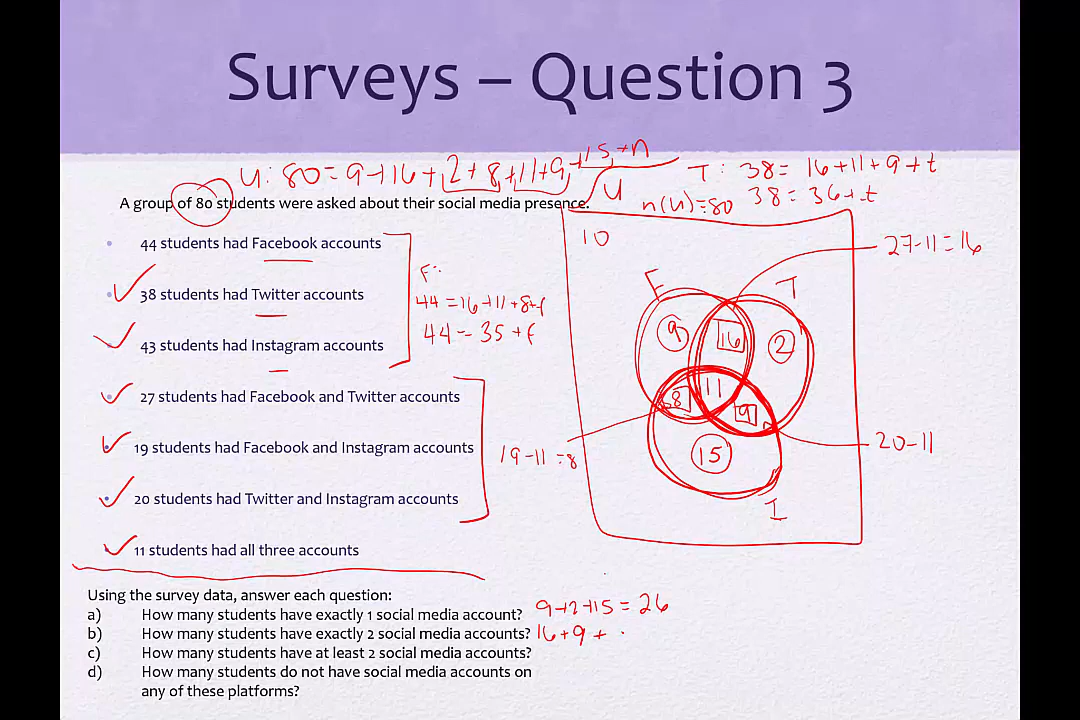 Surveys – Question 3
U: 80 = 9+16+2+8+11+9+15+n
T: 38 = 16+11+9+t
38 = 36+t
A group of 80 students were asked about their social media presence.
U
n(U) = 80
44 students had Facebook accounts
38 students had Twitter accounts
43 students had Instagram accounts
27 students had Facebook and Twitter accounts
19 students had Facebook and Instagram accounts
20 students had Twitter and Instagram accounts
11 students had all three accounts
F:
44 = 16+11+8+f
44 = 35+f
10
27-11=16
F
T
9
16
2
8
11
9
15
I
19-11=8
20-11
Using the survey data, answer each question:
a) How many students have exactly 1 social media account? 9+2+15=26
b) How many students have exactly 2 social media accounts? 16+9+
c) How many students have at least 2 social media accounts?
d) How many students do not have social media accounts on
any of these platforms?